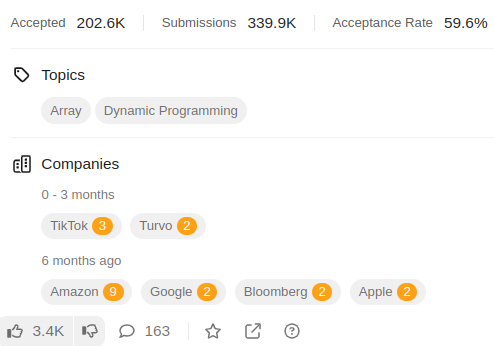 Accepted 202.6K Submissions 339.9K Acceptance Rate 59.6%
Topics
Array Dynamic Programming
Companies
0 - 3 months
TikTok 3 Turvo 2
6 months ago
Amazon 9 Google 2 Bloomberg 2 Apple 2
3.4K 163